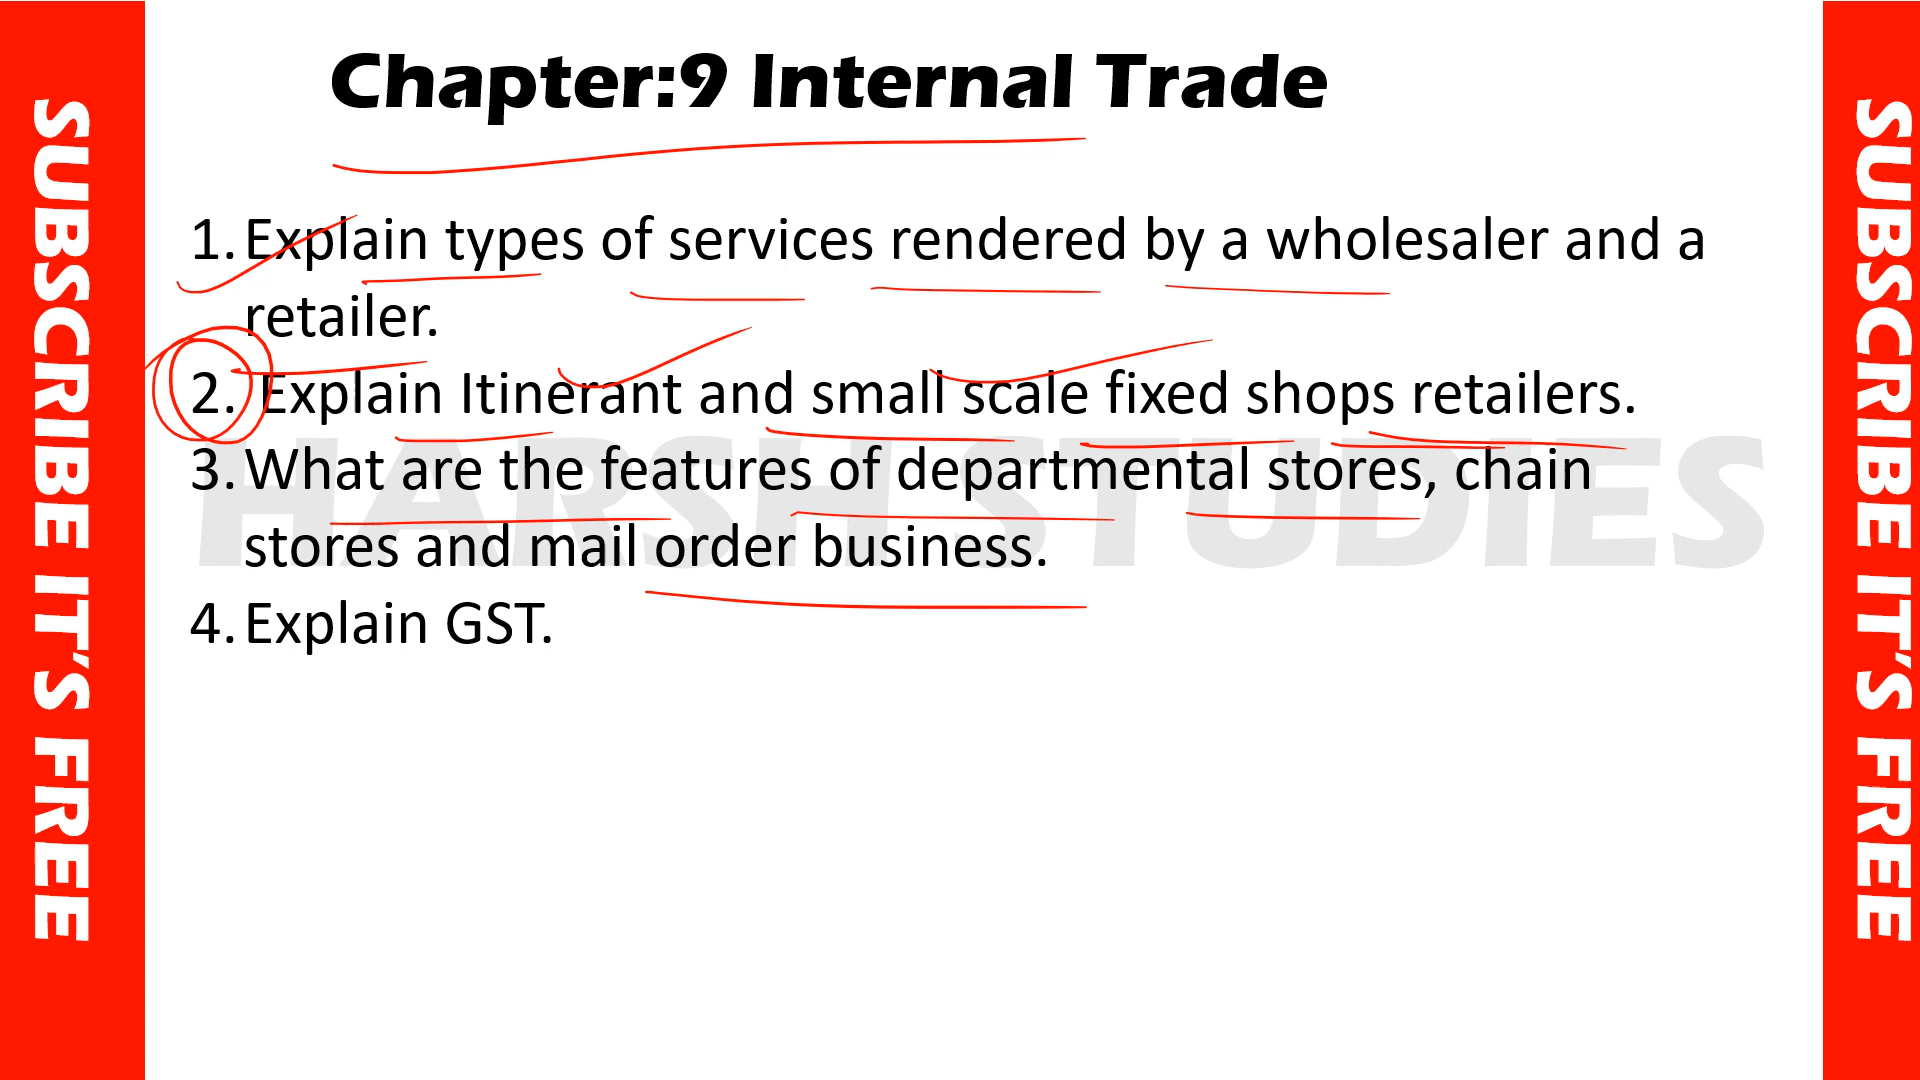 Chapter:9 Internal Trade
SUBSCRIBE IT'S FREE
1. Explain types of services rendered by a wholesaler and a
retailer.
2. Explain Itinerant and small scale fixed shops retailers.
3. What are the features of departmental stores, chain
stores and mail order business.
4. Explain GST.
HARSH STUDIES
SUBSCRIBE IT'S FREE